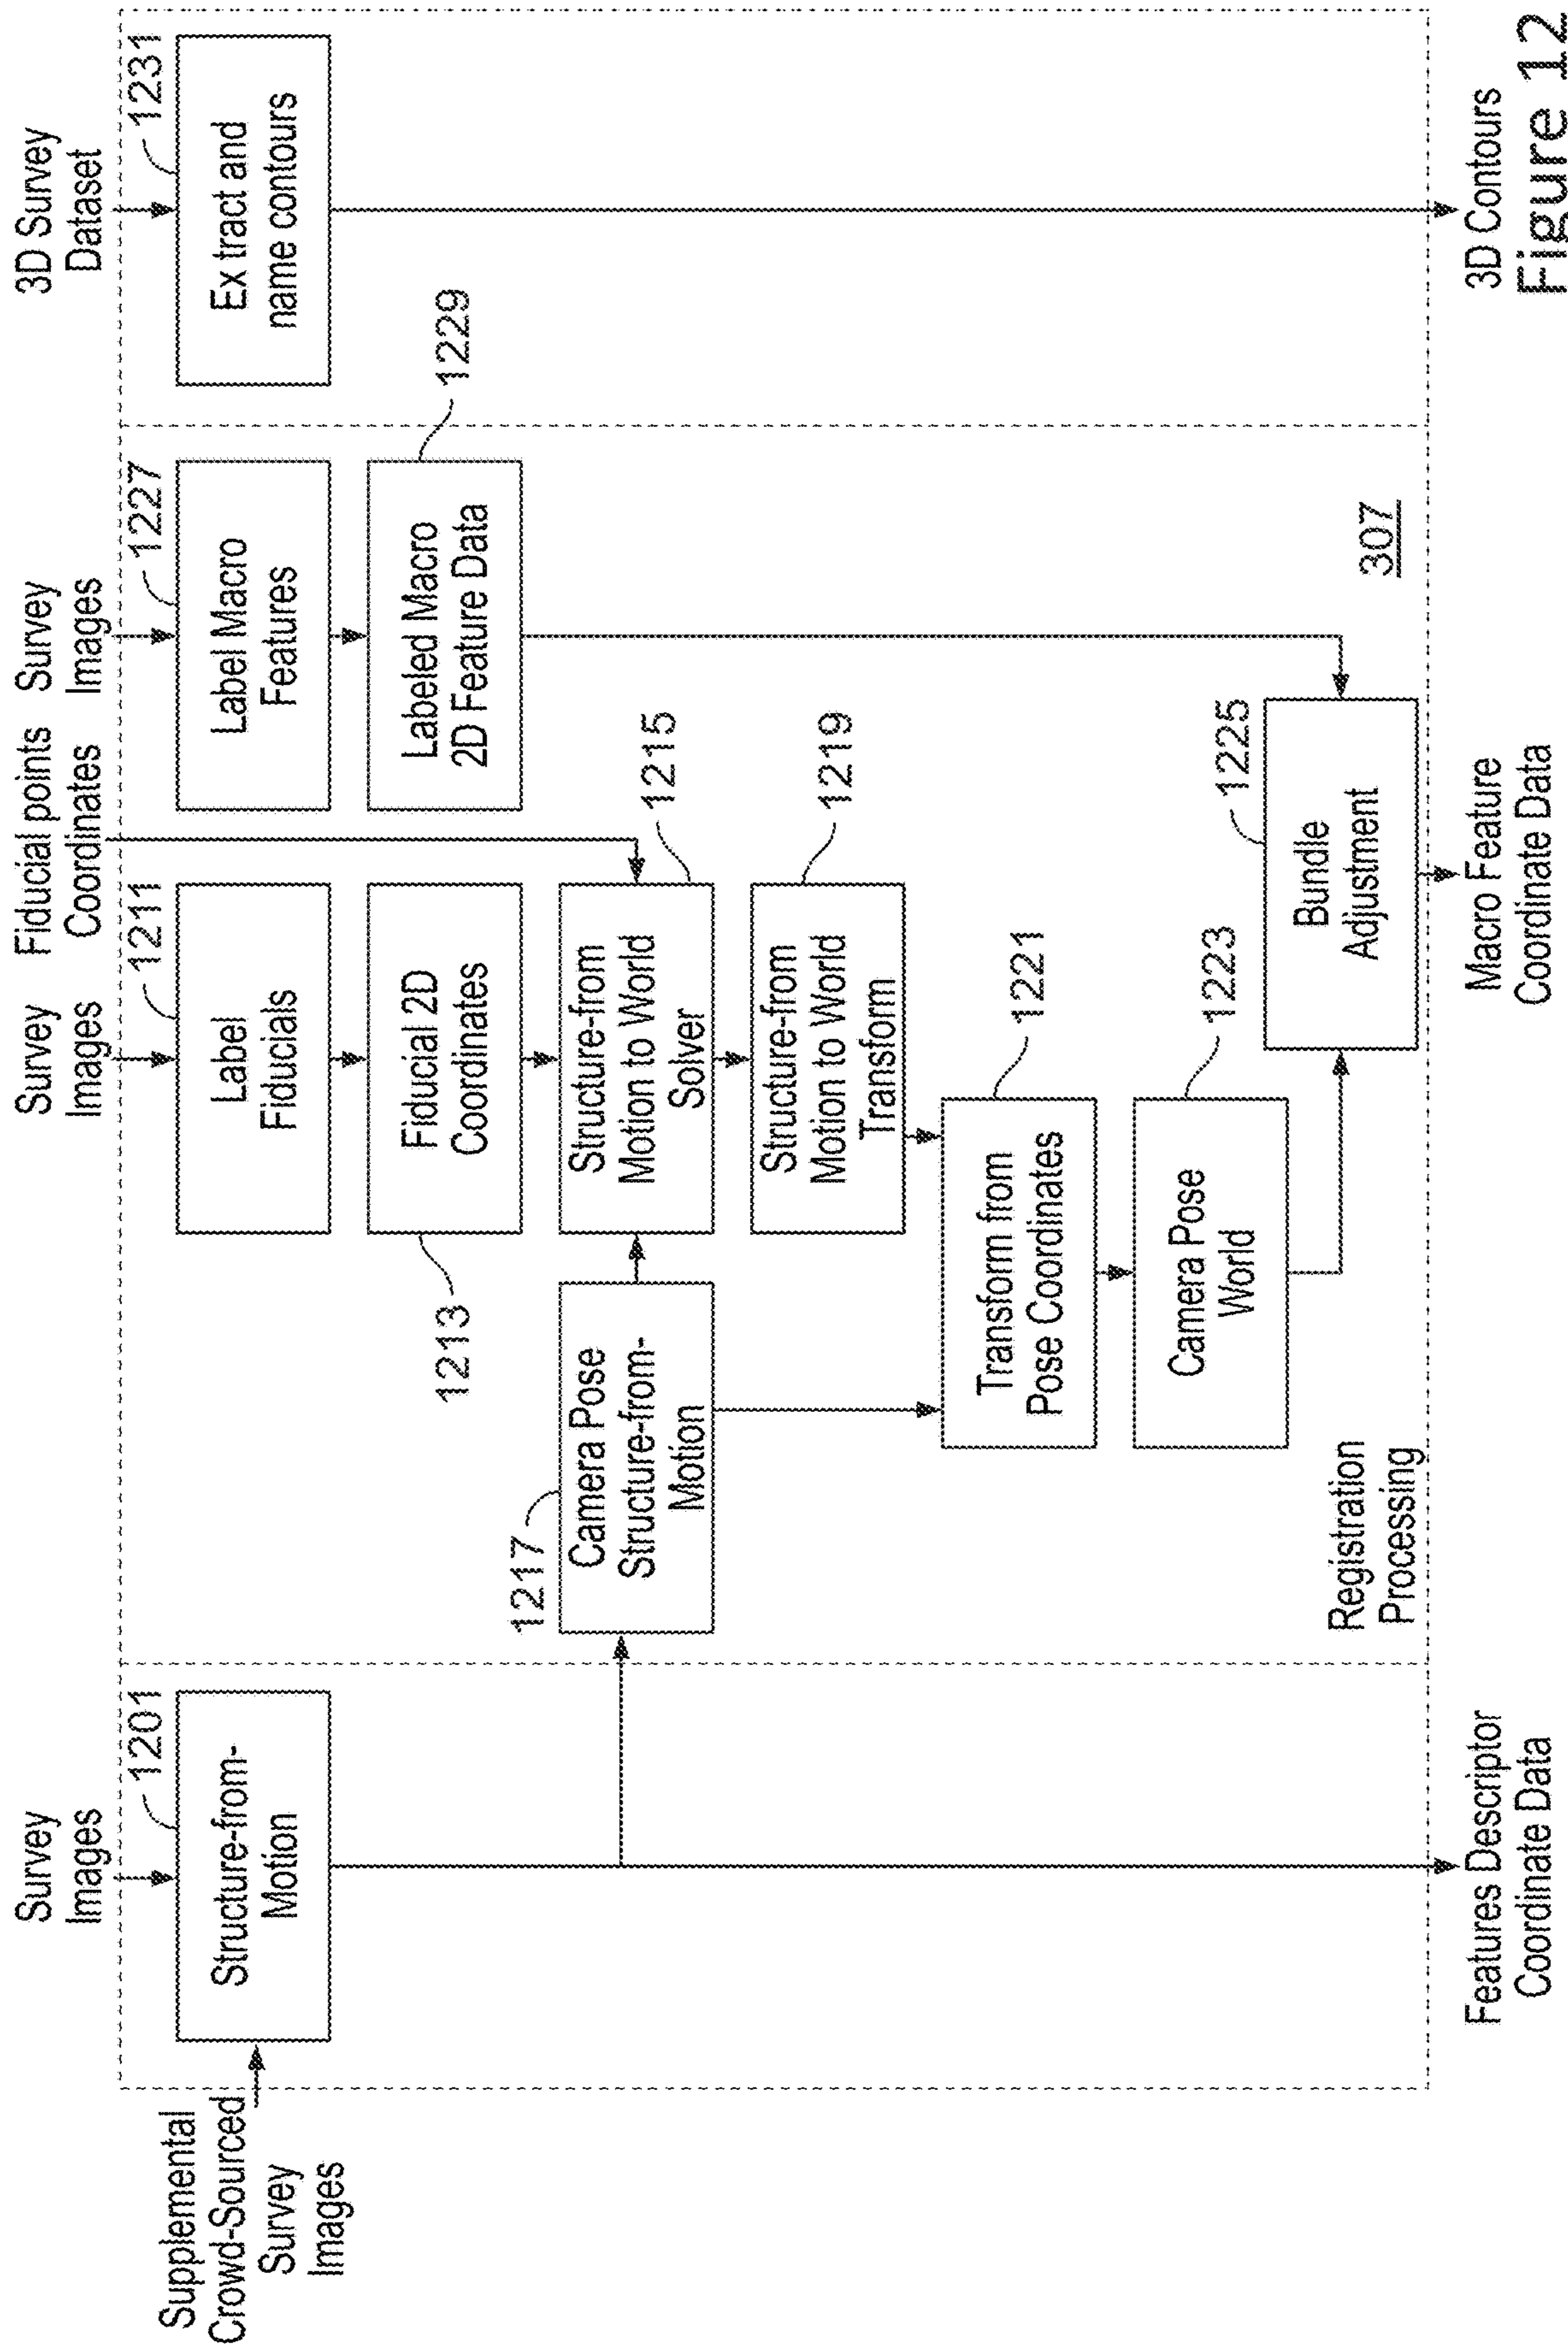 Supplemental
Crowd-Sourced
Survey
Images
Survey
Images
1201
Structure-from-
Motion
Features Descriptor
Coordinate Data
Survey
Images
1211
Label
Fiducials
Fiducial points
Coordinates
1213
Fiducial 2D
Coordinates
1217
Camera Pose
Structure-from-
Motion
1215
Structure-from
Motion to World
Solver
1219
Structure-from
Motion to World
Transform
1221
Transform from
Pose Coordinates
1223
Camera Pose
World
Registration
Processing
Survey
Images
1227
Label Macro
Features
1229
Labeled Macro
2D Feature Data
1225
Bundle
Adjustment
307
Macro Feature
Coordinate Data
3D Survey
Dataset
1231
Ex tract and
name contours
3D Contours
Figure 12